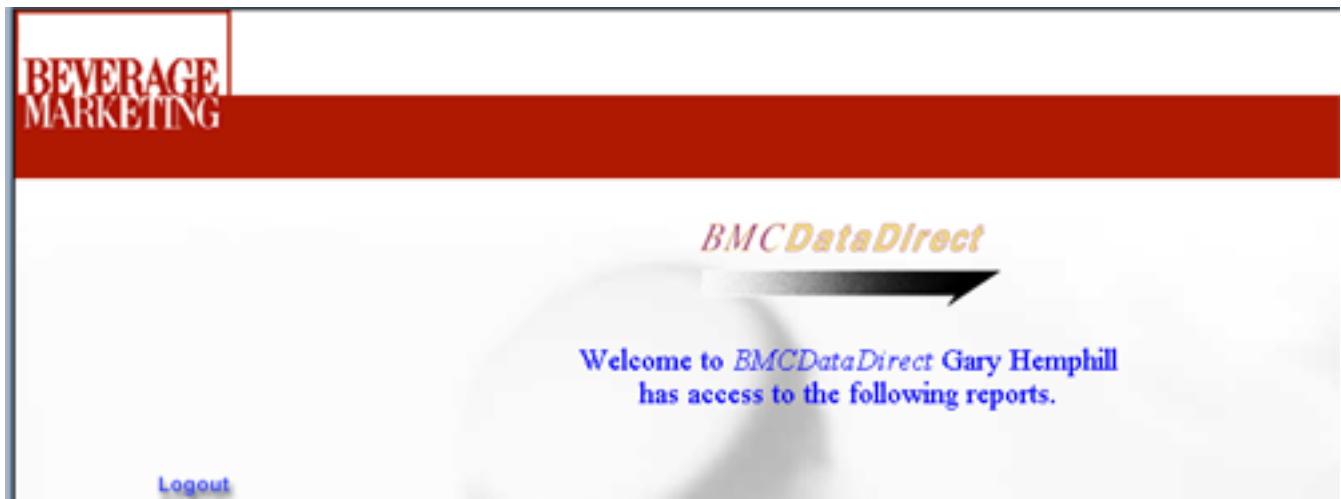 BEVERAGE
MARKETING
BMCDataDirect
Welcome to BMCDataDirect Gary Hemphill
has access to the following reports.
Logout